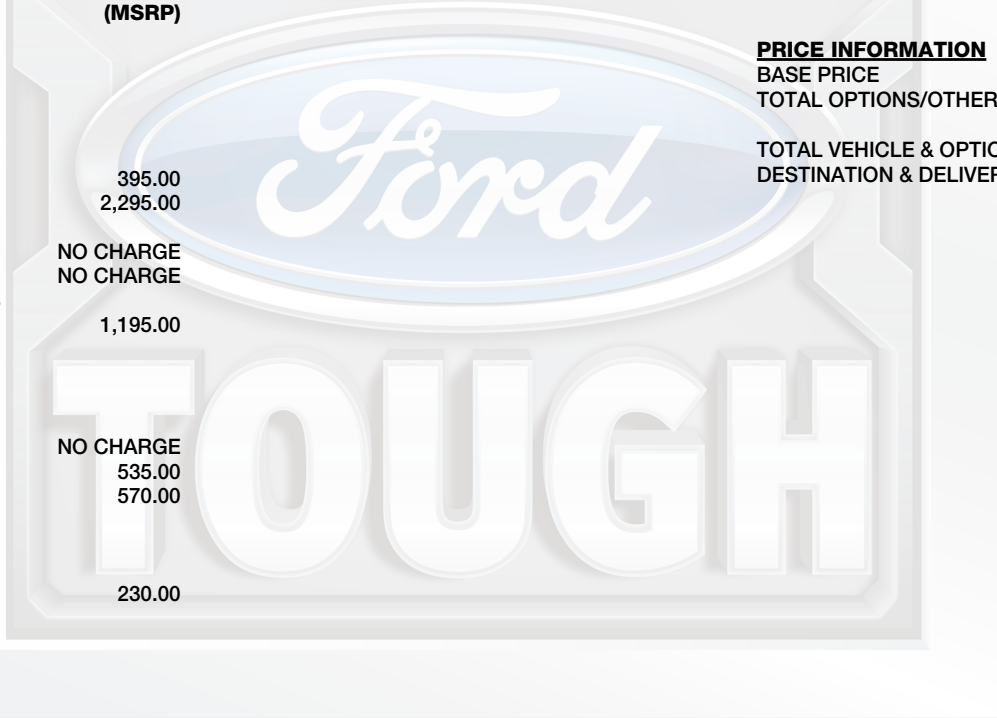 (MSRP)
395.00
2,295.00
NO CHARGE
NO CHARGE
1,195.00
NO CHARGE
535.00
570.00
230.00
PRICE INFORMATION
BASE PRICE
TOTAL OPTIONS/OTHER
TOTAL VEHICLE & OPTIO
DESTINATION & DELIVER
Ford
TOUGH